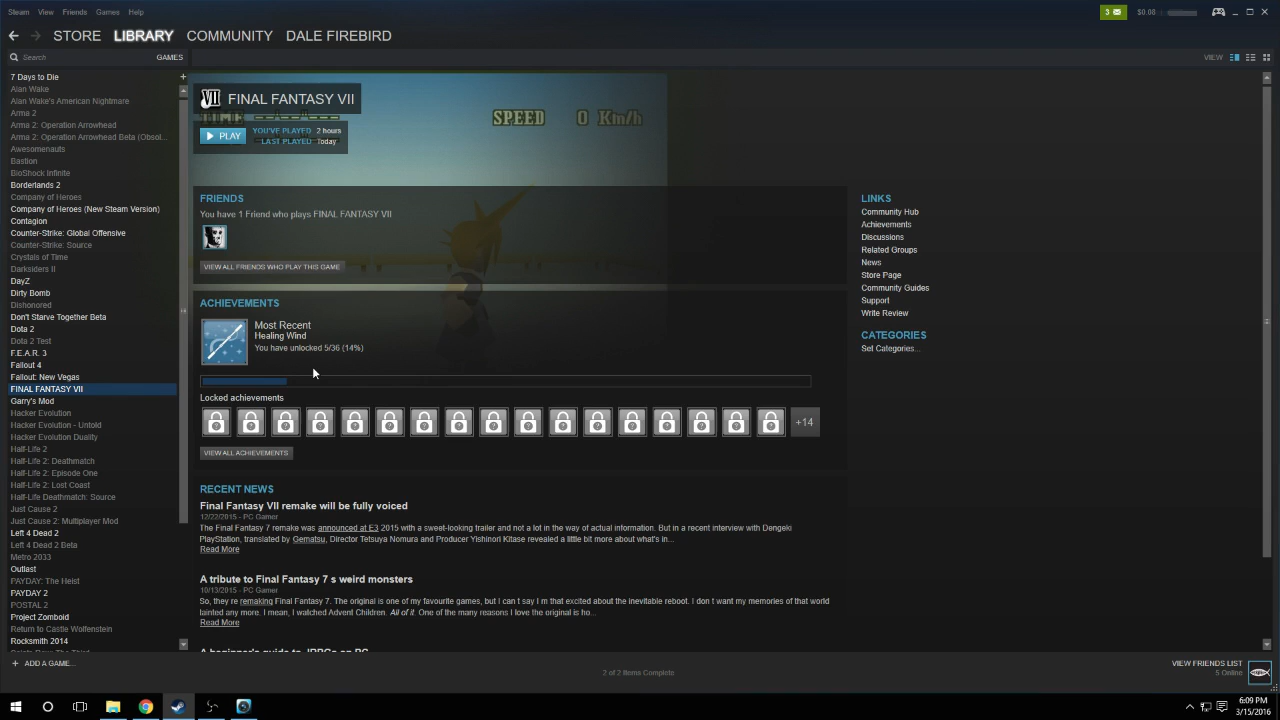 Steam View Friends Games Help
3 $0.08
STORE LIBRARY COMMUNITY DALE FIREBIRD
Search GAMES
VIEW
7 Days to Die
Alan Wake
Alan Wake's American Nightmare
Arma 2
Arma 2: Operation Arrowhead
Arma 2: Operation Arrowhead Beta (Obsol...
Awesomenauts
Bastion
BioShock Infinite
Borderlands 2
Company of Heroes
Company of Heroes (New Steam Version)
Contagion
Counter-Strike: Global Offensive
Counter-Strike: Source
Crystals of Time
Darksiders II
DayZ
Dirty Bomb
Dishonored
Don't Starve Together Beta
Dota 2
Dota 2 Test
F.E.A.R. 3
Fallout 4
Fallout: New Vegas
FINAL FANTASY VII
Garry's Mod
Hacker Evolution
Hacker Evolution - Untold
Hacker Evolution Duality
Half-Life 2
Half-Life 2: Deathmatch
Half-Life 2: Episode One
Half-Life 2: Lost Coast
Half-Life Deathmatch: Source
Just Cause 2
Just Cause 2: Multiplayer Mod
Left 4 Dead 2
Left 4 Dead 2 Beta
Metro 2033
Outlast
PAYDAY: The Heist
PAYDAY 2
POSTAL 2
Project Zomboid
Return to Castle Wolfenstein
Rocksmith 2014
+ ADD A GAME...
VII FINAL FANTASY VII
TIME
SPEED 0 Km/h
PLAY
YOU'VE PLAYED 2 hours
LAST PLAYED Today
FRIENDS
You have 1 Friend who plays FINAL FANTASY VII
VIEW ALL FRIENDS WHO PLAY THIS GAME
ACHIEVEMENTS
Most Recent
Healing Wind
You have unlocked 5/36 (14%)
Locked achievements
+14
VIEW ALL ACHIEVEMENTS
RECENT NEWS
Final Fantasy VII remake will be fully voiced
12/22/2015 - PC Gamer
The Final Fantasy 7 remake was announced at E3 2015 with a sweet-looking trailer and not a lot in the way of actual information. But in a recent interview with Dengeki
PlayStation, translated by Gematsu, Director Tetsuya Nomura and Producer Yishinori Kitase revealed a little bit more about what's in...
Read More
A tribute to Final Fantasy 7 s weird monsters
10/13/2015 - PC Gamer
So, they re remaking Final Fantasy 7. The original is one of my favourite games, but I can t say I m that excited about the inevitable reboot. I don t want my memories of that world
tainted any more. I mean, I watched Advent Children. All of it. One of the many reasons I love the original is ho...
Read More
A beginner's guide to JRPGs on PC
LINKS
Community Hub
Achievements
Discussions
Related Groups
News
Store Page
Community Guides
Support
Write Review
CATEGORIES
Set Categories...
2 of 2 Items Complete
VIEW FRIENDS LIST
5 Online
6:09 PM
3/15/2016